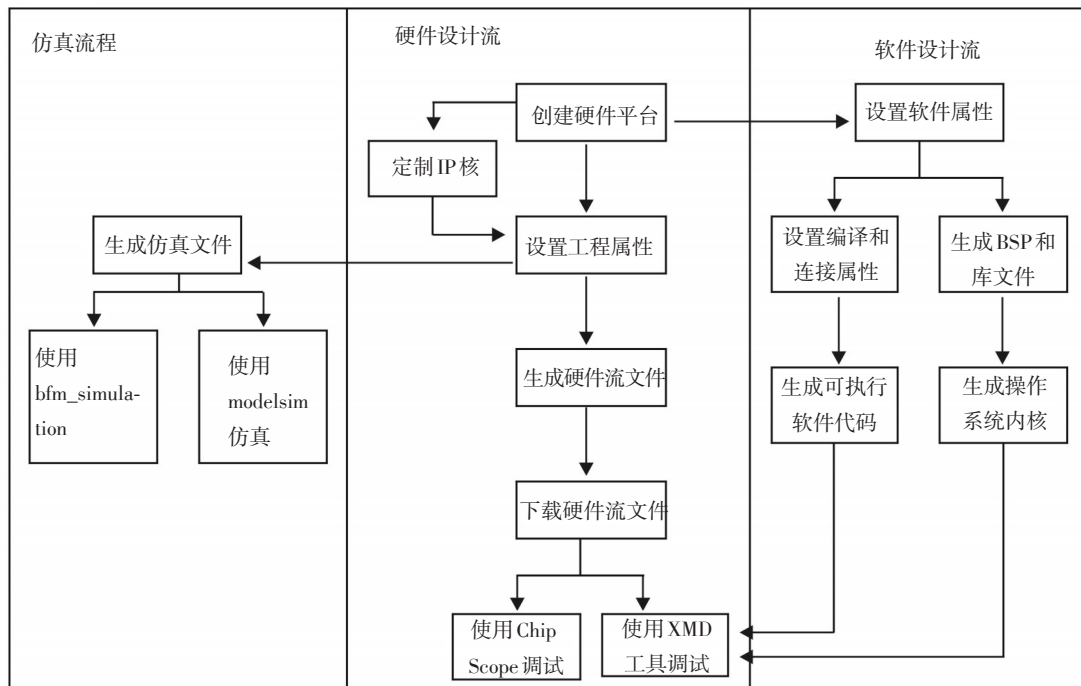 仿真流程
生成仿真文件
使用
bfm_simula-
tion
使用
modelsim
仿真
硬件设计流
创建硬件平台
定制IP核
设置工程属性
生成硬件流文件
下载硬件流文件
使用Chip
Scope调试
使用XMD
工具调试
软件设计流
设置软件属性
设置编译和
连接属性
生成BSP和
库文件
生成可执行
软件代码
生成操作
系统内核